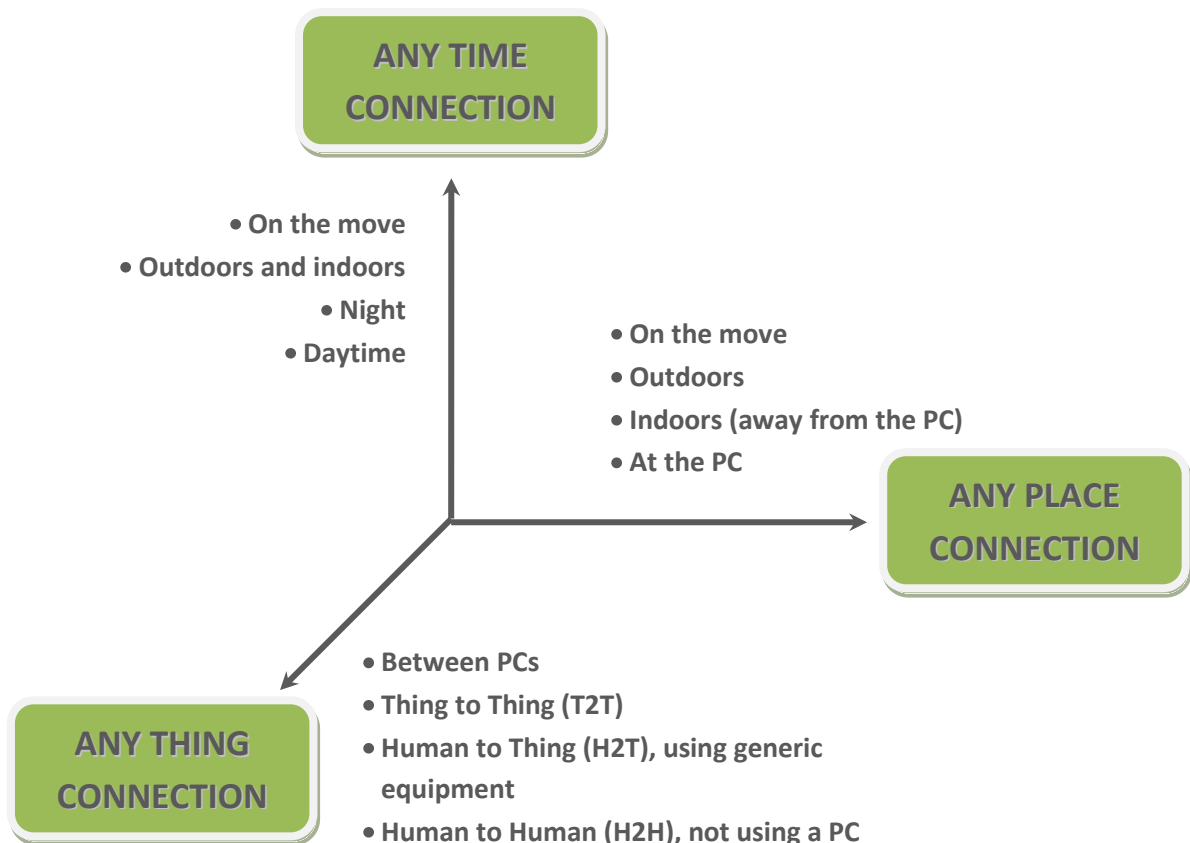 ANY TIME
CONNECTION
• On the move
• Outdoors and indoors
• Night
• Daytime
• On the move
• Outdoors
• Indoors (away from the PC)
• At the PC
ANY PLACE
CONNECTION
• Between PCs
• Thing to Thing (T2T)
• Human to Thing (H2T), using generic
equipment
• Human to Human (H2H), not using a PC
ANY THING
CONNECTION